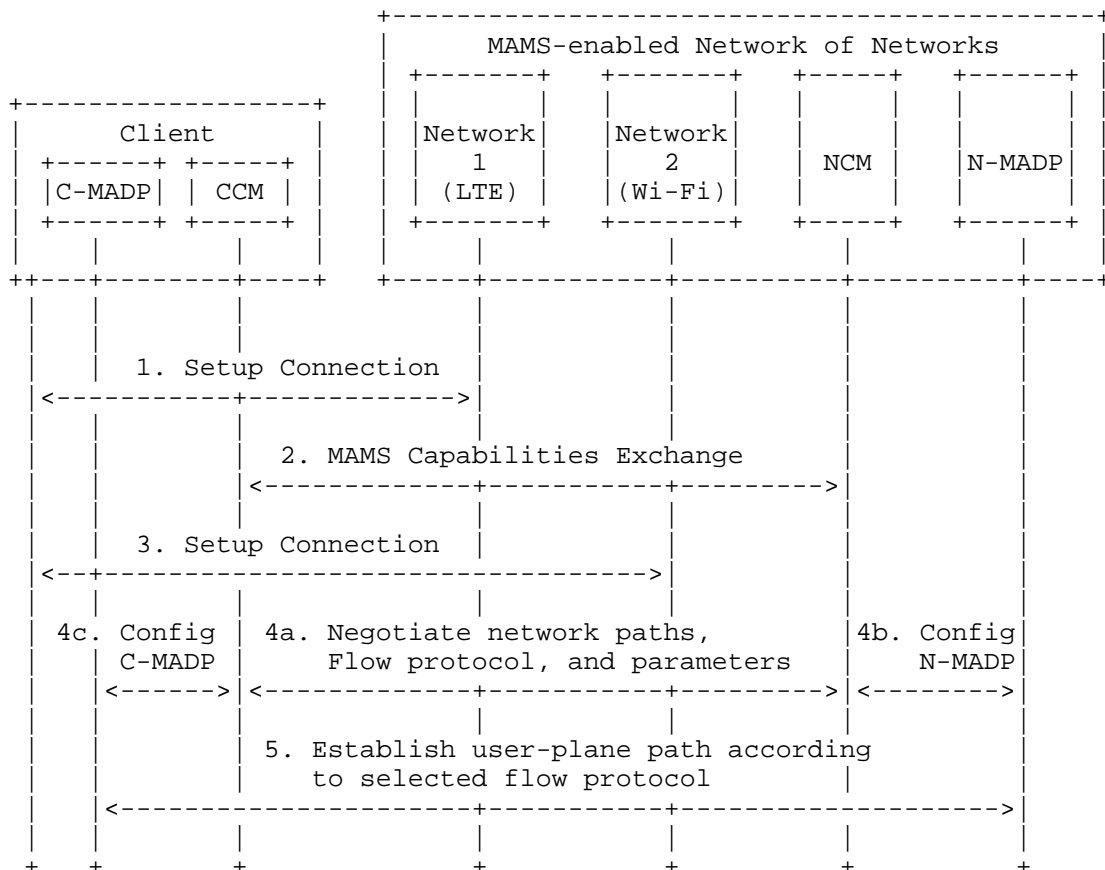 MAMS-enabled Network of Networks
Client
Network Network
1 2 NCM N-MADP
C-MADP CCM (LTE) (Wi-Fi)
1. Setup Connection
2. MAMS Capabilities Exchange
3. Setup Connection
4c. Config 4a. Negotiate network paths, 4b. Config
C-MADP Flow protocol, and parameters N-MADP
5. Establish user-plane path according
to selected flow protocol